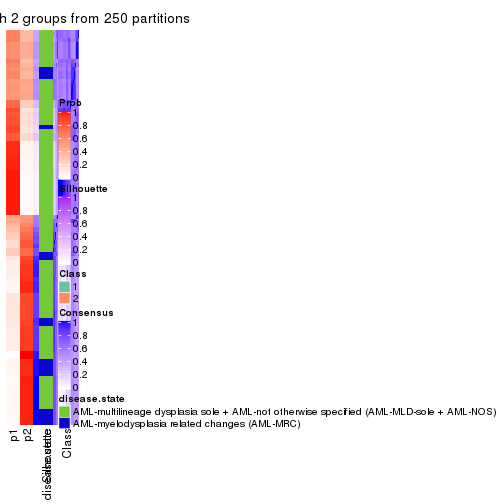 h 2 groups from 250 partitions
Prob
1
0.8
0.6
0.4
0.2
0
Silhouette
1
0.8
0.6
0.4
0.2
0
Class
1
2
Consensus
1
0.8
0.6
0.4
0.2
0
disease.state
AML-multilineage dysplasia sole + AML-not otherwise specified (AML-MLD-sole + AML-NOS)
AML-myelodysplasia related changes (AML-MRC)
p1
p2
Silhouette
disease.state
Class